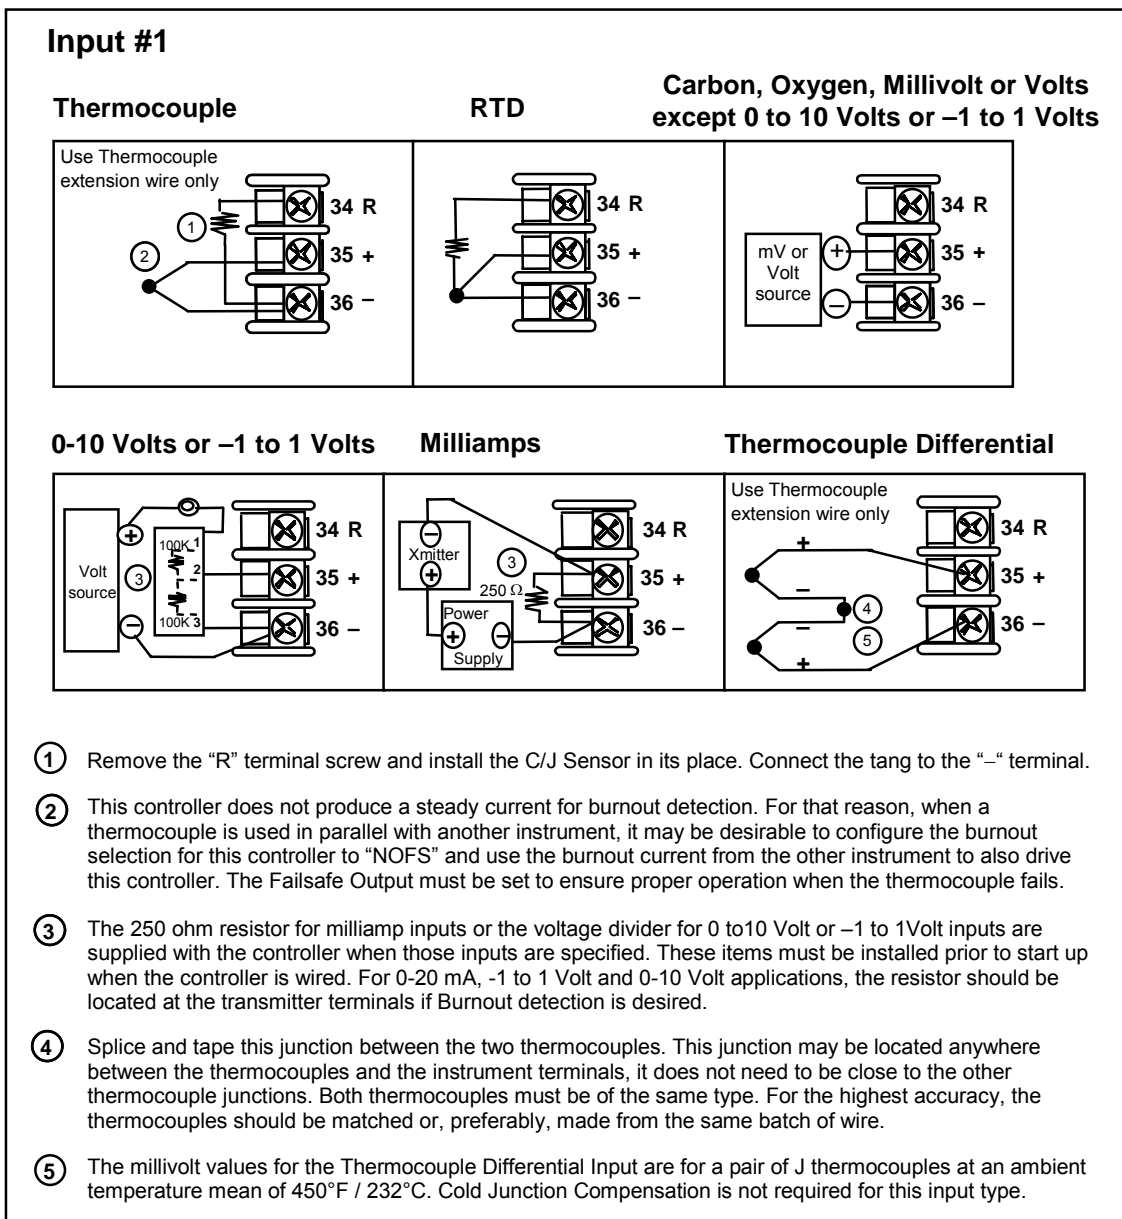 Input #1
Thermocouple
RTD
Carbon, Oxygen, Millivolt or Volts
except 0 to 10 Volts or –1 to 1 Volts
Use Thermocouple
extension wire only
1
2
34 R
35 +
36 –
34 R
35 +
36 –
mV or
Volt
source
+
–
34 R
35 +
36 –
0-10 Volts or –1 to 1 Volts
Milliamps
Thermocouple Differential
Volt
source
+
–
3
100K 1
2
100K 3
34 R
35 +
36 –
–
Xmitter
+
3
250 Ω
Power
+ –
Supply
34 R
35 +
36 –
Use Thermocouple
extension wire only
+
–
4
–
5
+
34 R
35 +
36 –
1 Remove the “R” terminal screw and install the C/J Sensor in its place. Connect the tang to the “–“ terminal.
2 This controller does not produce a steady current for burnout detection. For that reason, when a
thermocouple is used in parallel with another instrument, it may be desirable to configure the burnout
selection for this controller to “NOFS” and use the burnout current from the other instrument to also drive
this controller. The Failsafe Output must be set to ensure proper operation when the thermocouple fails.
3 The 250 ohm resistor for milliamp inputs or the voltage divider for 0 to10 Volt or –1 to 1Volt inputs are
supplied with the controller when those inputs are specified. These items must be installed prior to start up
when the controller is wired. For 0-20 mA, -1 to 1 Volt and 0-10 Volt applications, the resistor should be
located at the transmitter terminals if Burnout detection is desired.
4 Splice and tape this junction between the two thermocouples. This junction may be located anywhere
between the thermocouples and the instrument terminals, it does not need to be close to the other
thermocouple junctions. Both thermocouples must be of the same type. For the highest accuracy, the
thermocouples should be matched or, preferably, made from the same batch of wire.
5 The millivolt values for the Thermocouple Differential Input are for a pair of J thermocouples at an ambient
temperature mean of 450°F / 232°C. Cold Junction Compensation is not required for this input type.